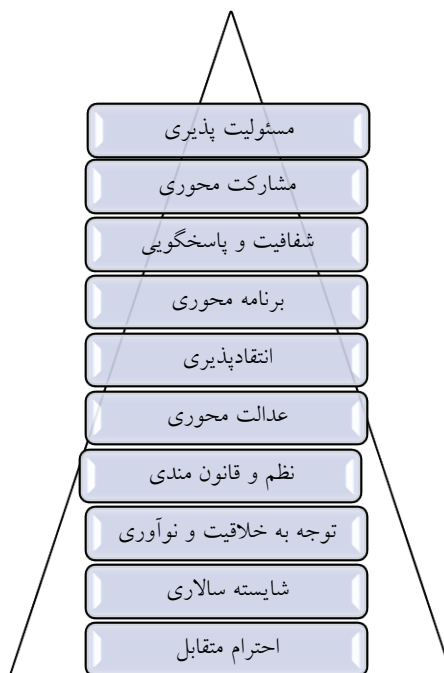 مسئولیت پذیری
مشارکت محوری
شفافیت و پاسخگویی
برنامه محوری
انتقادپذیری
عدالت محوری
نظم و قانون مندی
توجه به خلاقیت و نوآوری
شایسته سالاری
احترام متقابل